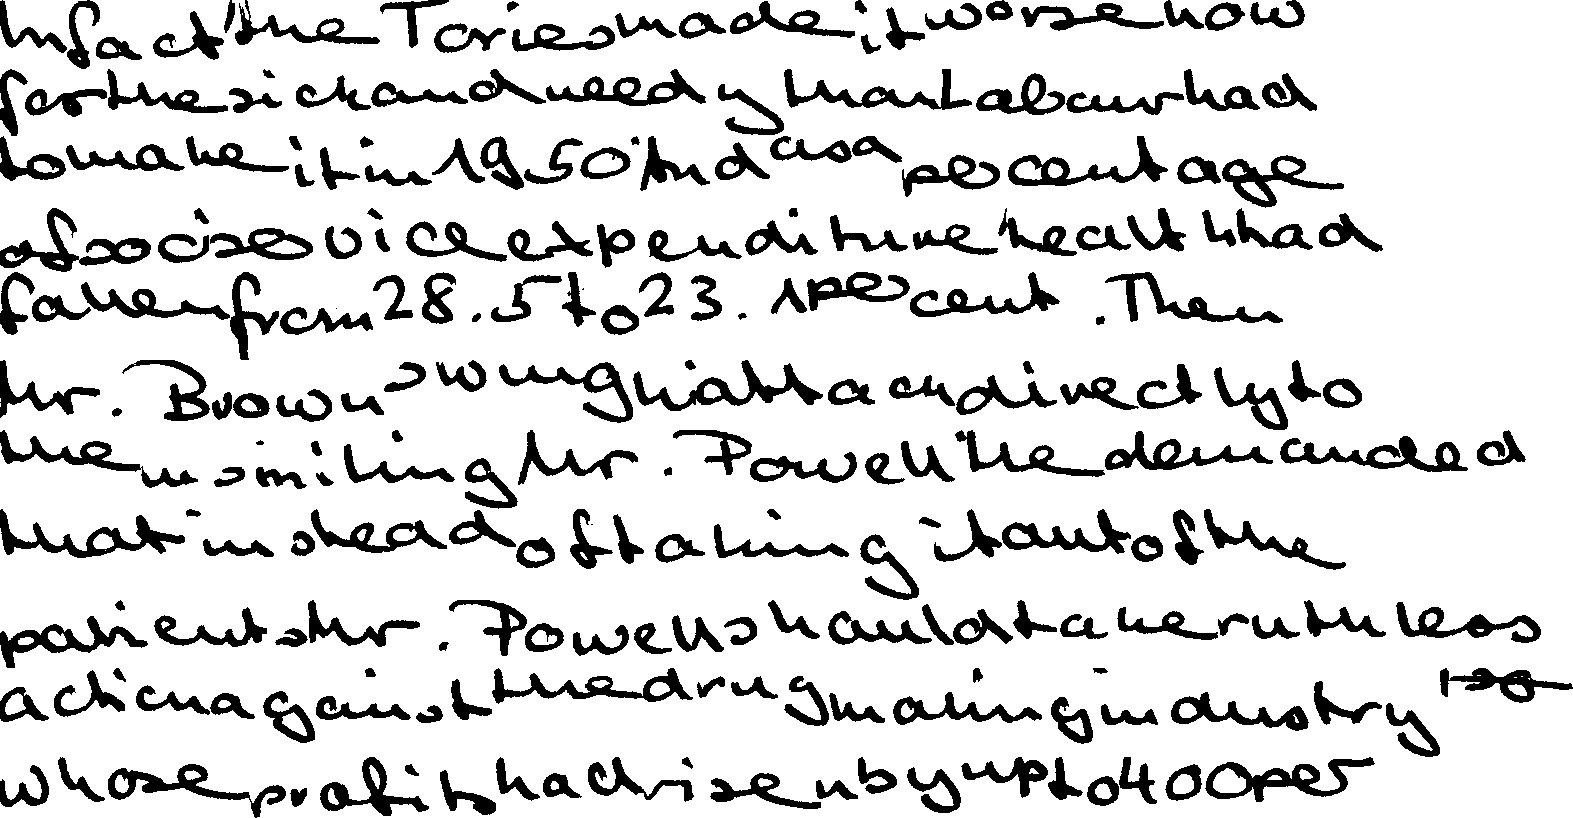 In fact the Tories made it worse now
for the sick and needy than Labour had
to make it in 1950. And as a percentage
of social service expenditure health had
fallen from 28.5 to 23.1 per cent. Then
Mr. Brown swung his attack directly to
the unsmiling Mr. Powell. He demanded
that instead of taking it out of the
patients Mr. Powell should take ruthless
action against the drug making industry
whose profits had risen by up to 400 per